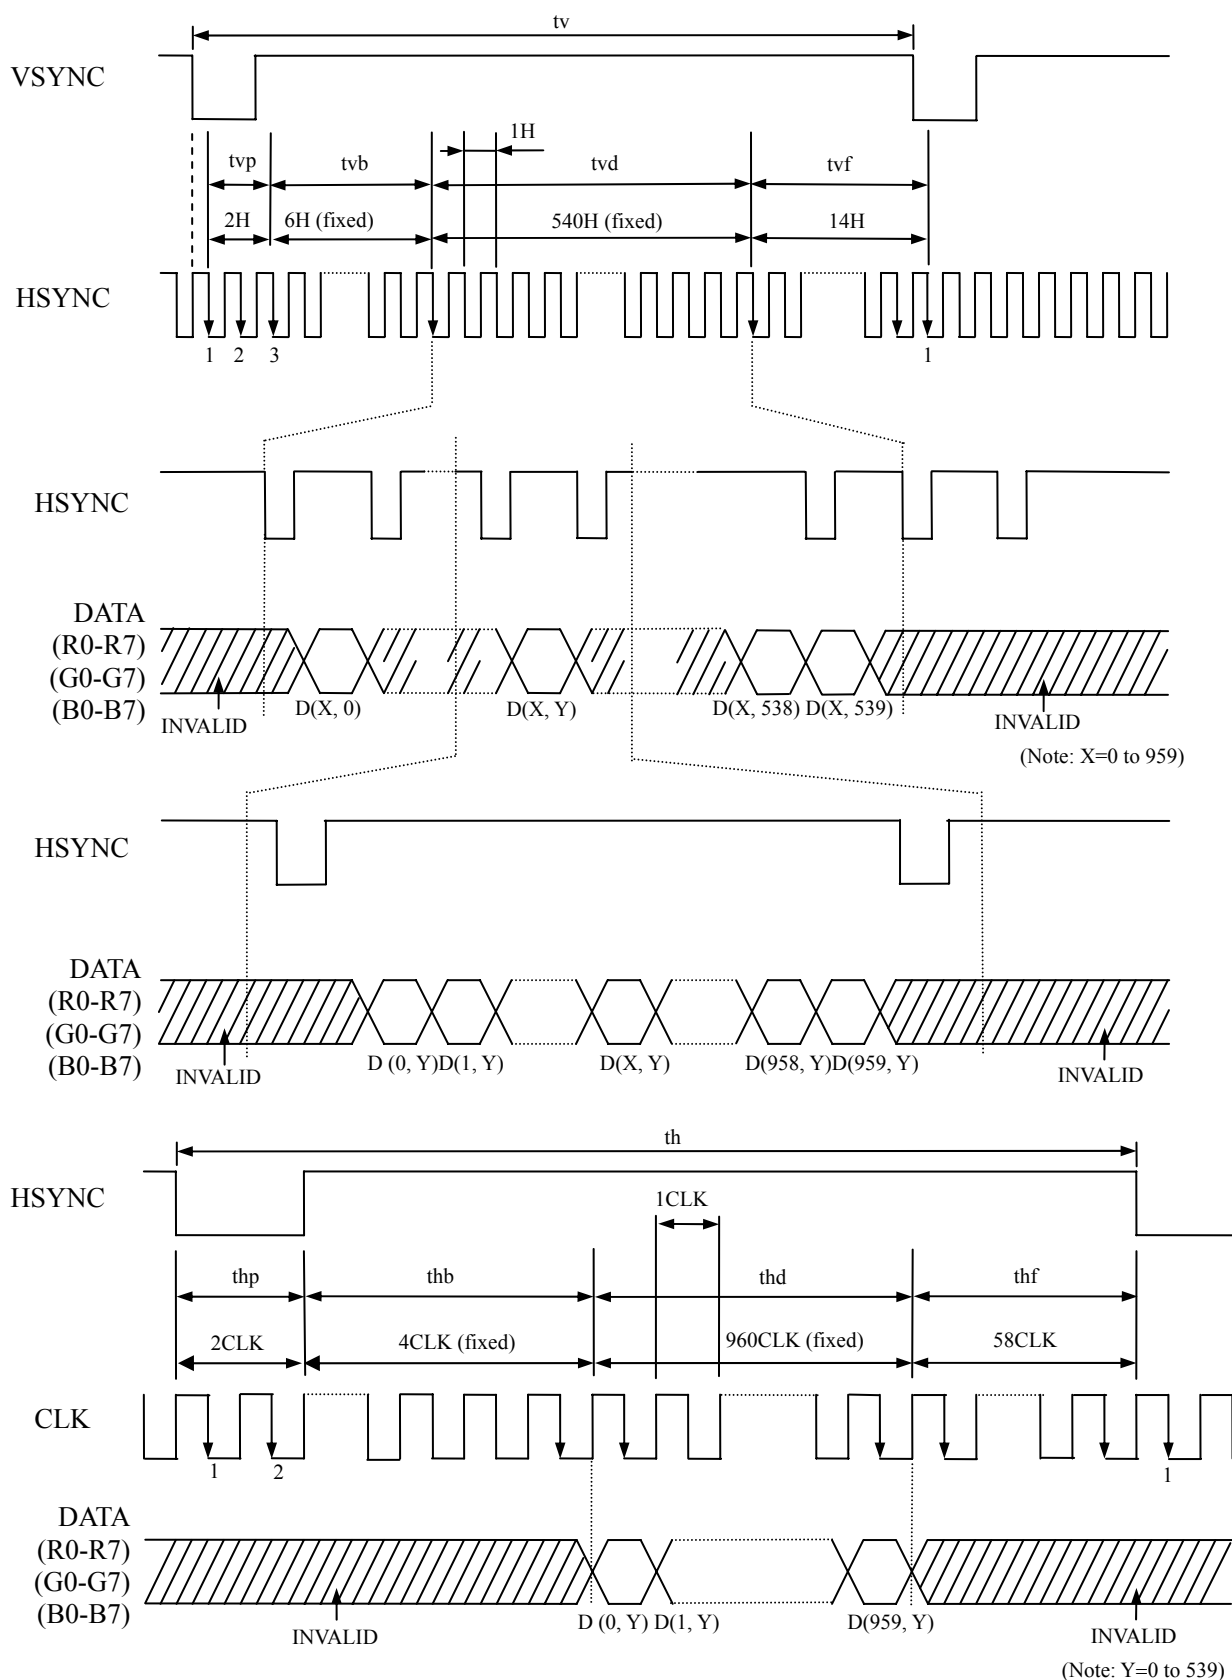 tv
VSYNC
1H
tvp tvb tvd tvf
2H 6H (fixed) 540H (fixed) 14H
HSYNC
1 2 3 1
HSYNC
DATA
(R0-R7)
(G0-G7)
(B0-B7)
D(X, 0) D(X, Y) D(X, 538) D(X, 539)
INVALID INVALID
(Note: X=0 to 959)
HSYNC
DATA
(R0-R7)
(G0-G7)
(B0-B7)
D (0, Y)D(1, Y) D(X, Y) D(958, Y)D(959, Y)
INVALID INVALID
th
HSYNC
1CLK
thp thb thd thf
2CLK 4CLK (fixed) 960CLK (fixed) 58CLK
CLK
1 2 1
DATA
(R0-R7)
(G0-G7)
(B0-B7)
D (0, Y) D(1, Y) D(959, Y)
INVALID INVALID
(Note: Y=0 to 539)